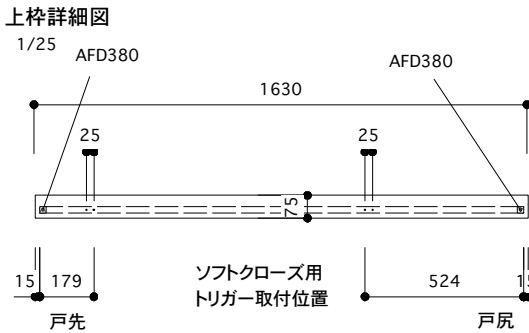 上枠詳細図
1/25
AFD380
AFD380
1630
25
25
75
15
179
ソフトクローズ用
トリガー取付位置
524
15
戸先
戸尻